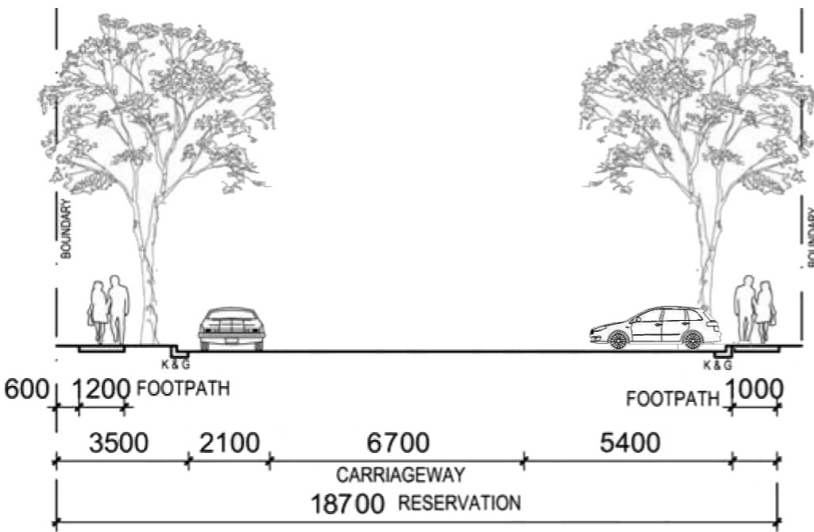 BOUNDARY
BOUNDARY
K & G
K & G
600 1200 FOOTPATH
FOOTPATH 1000
3500 2100 6700 5400
CARRIAGEWAY
18700 RESERVATION